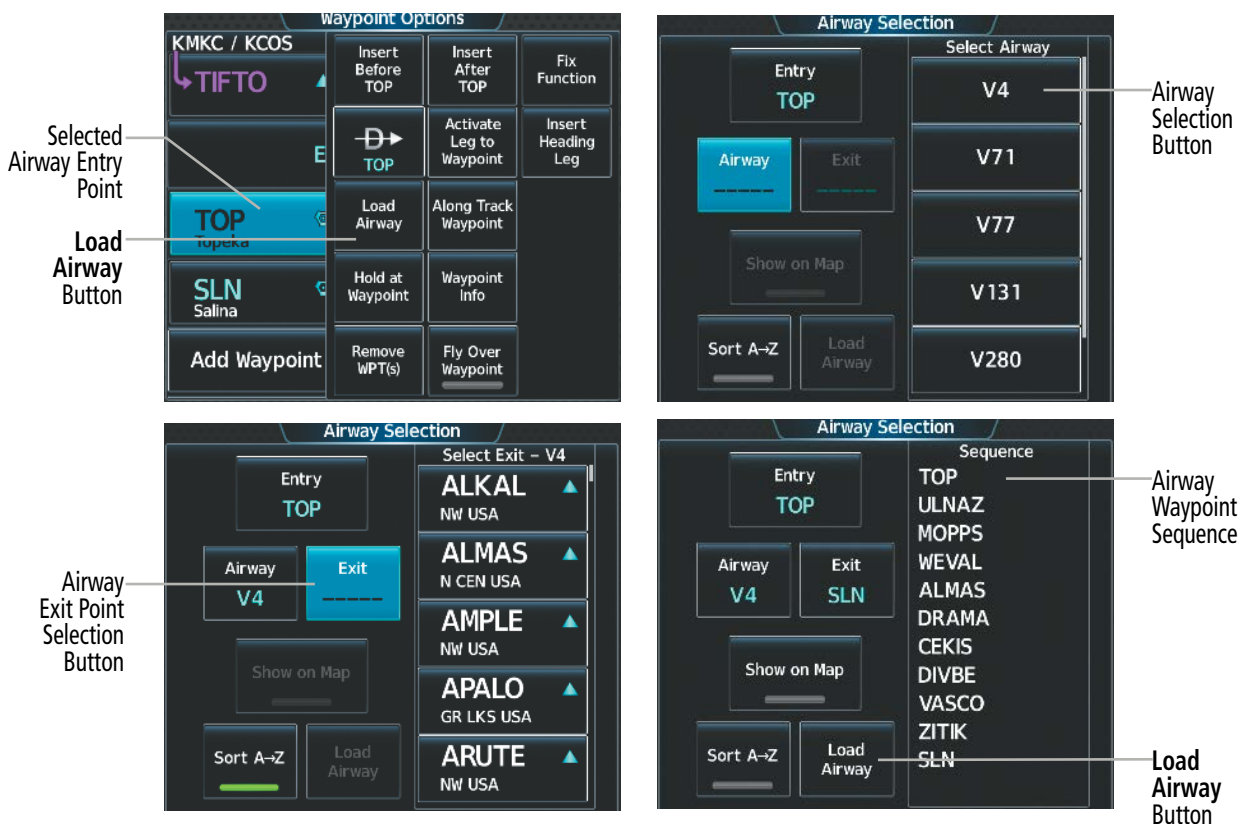 Waypoint Options
KMKC / KCOS
TIFTO
E
TOP
Topeka
SLN
Salina
Add Waypoint
Insert
Before
TOP
Insert
After
TOP
Fix
Function
D
TOP
Activate
Leg to
Waypoint
Insert
Heading
Leg
Load
Airway
Along Track
Waypoint
Hold at
Waypoint
Waypoint
Info
Remove
WPT(s)
Fly Over
Waypoint
Selected
Airway Entry
Point
Load
Airway
Button
Airway Selection
Entry
TOP
Airway
_____
Exit
_____
Show on Map
Sort A→Z
Load
Airway
Select Airway
V4
V71
V77
V131
V280
Airway
Selection
Button
Airway Selection
Entry
TOP
Airway
V4
Exit
_____
Show on Map
Sort A→Z
Load
Airway
Select Exit – V4
ALKAL
NW USA
ALMAS
N CEN USA
AMPLE
NW USA
APALO
GR LKS USA
ARUTE
NW USA
Airway
Exit Point
Selection
Button
Airway Selection
Entry
TOP
Airway
V4
Exit
SLN
Show on Map
Sort A→Z
Load
Airway
Sequence
TOP
ULNAZ
MOPPS
WEVAL
ALMAS
DRAMA
CEKIS
DIVBE
VASCO
ZITIK
SLN
Airway
Waypoint
Sequence
Load
Airway
Button